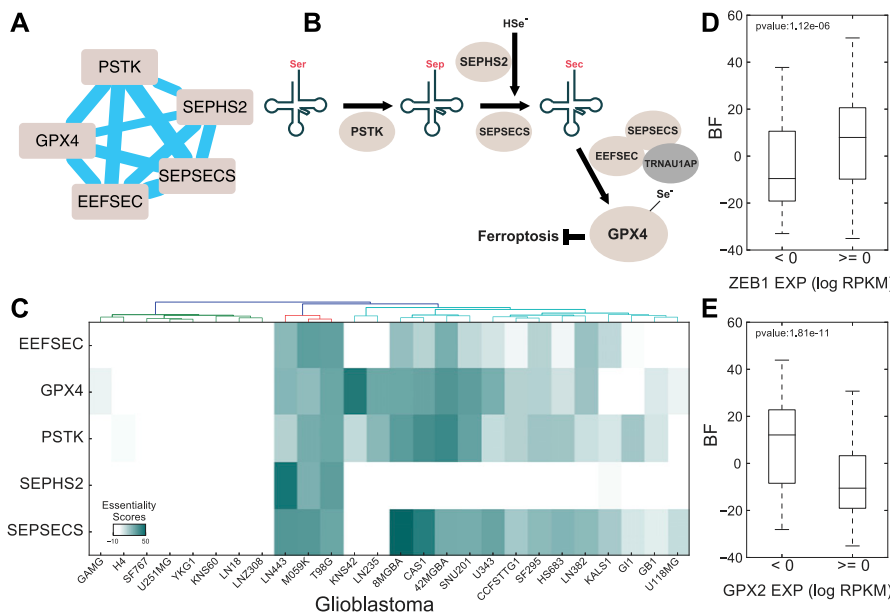 A
PSTK
SEPHS2
GPX4
SEPSECS
EEFSEC
B
HSe-
Ser
Sep
Sec
SEPHS2
PSTK
SEPSECS
SEPSECS
EEFSEC
TRNAU1AP
Se-
GPX4
Ferroptosis
C
EEFSEC
GPX4
PSTK
SEPHS2
SEPSECS
Essentiality
Scores
-10 50
GAMG H4 SF767 U251MG YKG1 KNS60 LN18 LNZ308 LN443 M059K T98G KNS42 LN235 8MGBA CAS1 42MGBA SNU201 U343 CCFSTTG1 SF295 HS683 LN382 KALS1 GI1 GB1 U118MG
Glioblastoma
D
pvalue:1.12e-06
60
40
20
0
−20
−40
BF
< 0 >= 0
ZEB1 EXP (log RPKM)
E
pvalue:1.81e-11
60
40
20
0
−20
−40
BF
< 0 >= 0
GPX2 EXP (log RPKM)